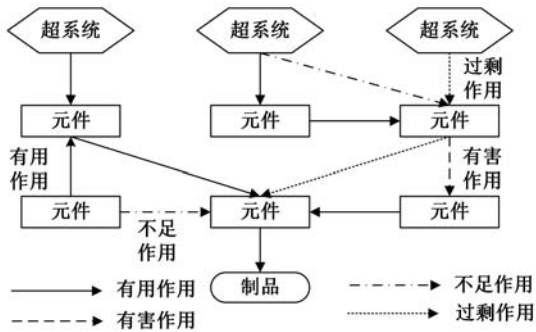 超系统
超系统
超系统
过剩
作用
元件
元件
元件
有用
作用
有害
作用
元件
元件
元件
不足
作用
制品
有用作用
不足作用
有害作用
过剩作用